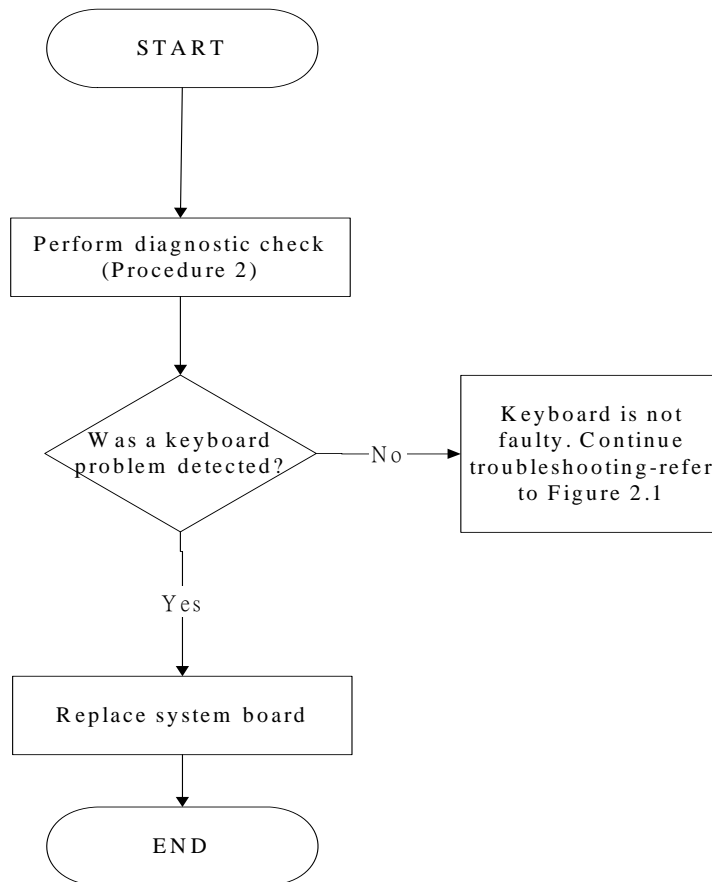 START
Perform diagnostic check
(Procedure 2)
Was a keyboard
problem detected?
No
Keyboard is not
faulty. Continue
troubleshooting-refer
to Figure 2.1
Yes
Replace system board
END